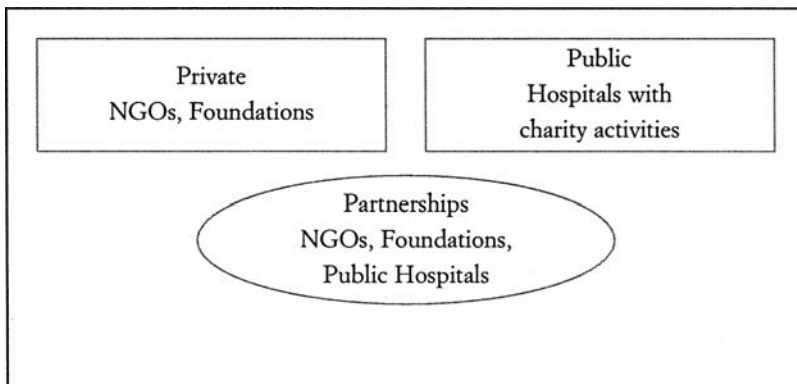 Private
NGOs, Foundations
Public
Hospitals with
charity activities
Partnerships
NGOs, Foundations,
Public Hospitals